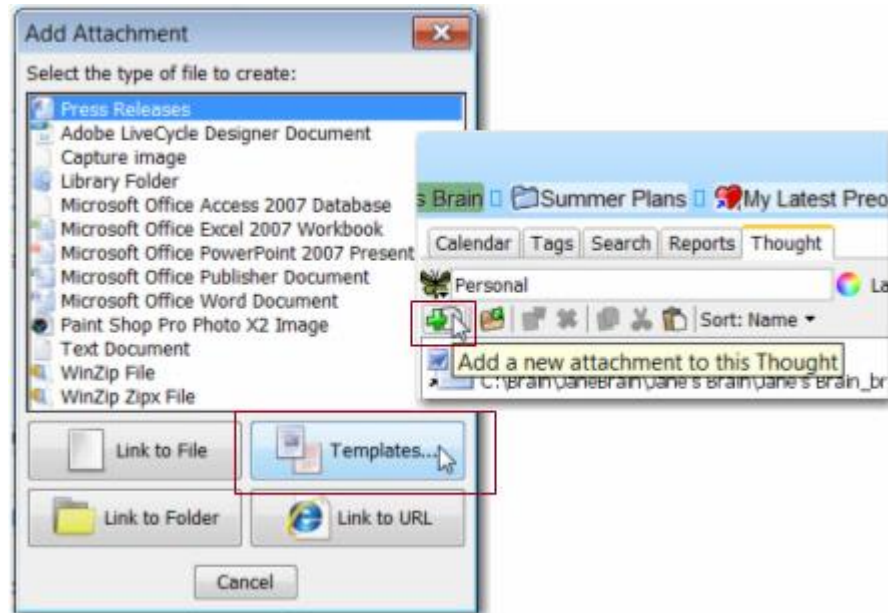 Add Attachment
Select the type of file to create:
Press Releases
Adobe LiveCycle Designer Document
Capture image
Library Folder
Microsoft Office Access 2007 Database
Microsoft Office Excel 2007 Workbook
Microsoft Office PowerPoint 2007 Present
Microsoft Office Publisher Document
Microsoft Office Word Document
Paint Shop Pro Photo X2 Image
Text Document
WinZip File
WinZip Zipx File
Link to File
Templates...
Link to Folder
Link to URL
Cancel
s Brain Summer Plans My Latest Preo
Calendar Tags Search Reports Thought
Personal La
Sort: Name
Add a new attachment to this Thought
C:\Brain\JaneBrain\Jane's Brain\Jane's Brain_br